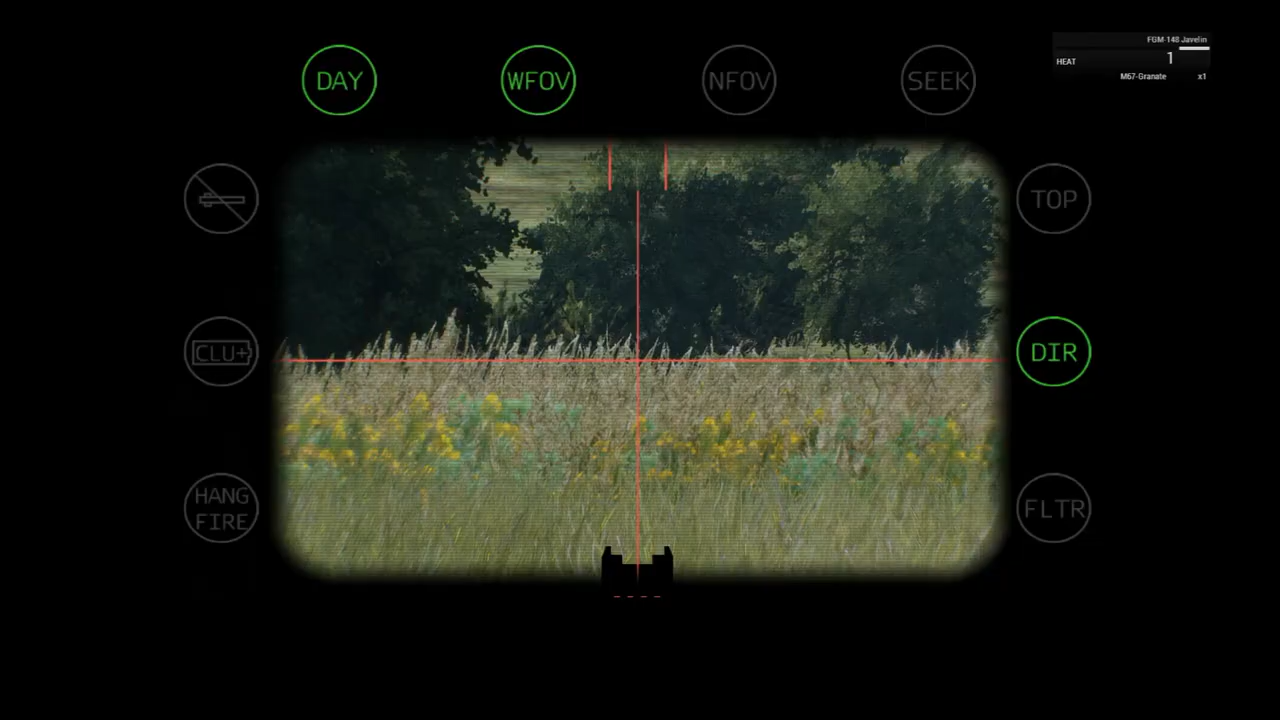 FGM-148 Javelin
HEAT 1
M67-Granate x1
DAY WFOV NFOV SEEK
TOP
CLU+
DIR
HANG
FIRE
FLTR